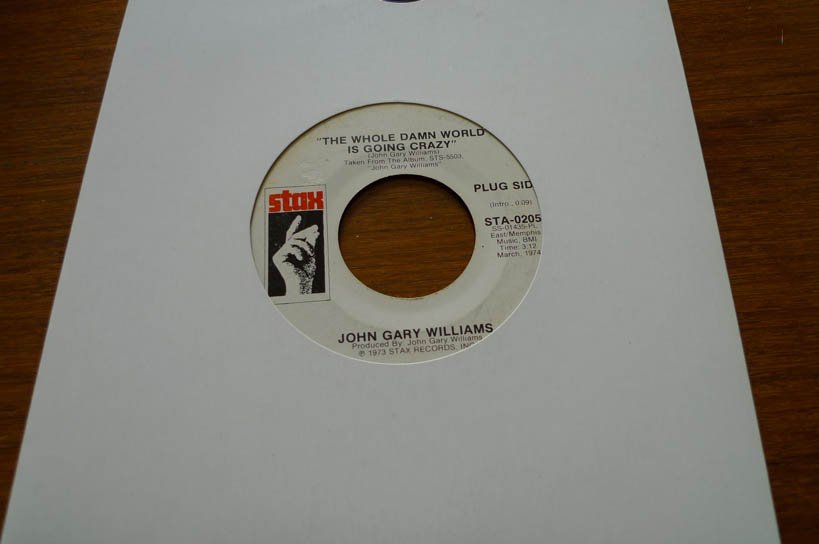 "THE WHOLE DAMN WORLD
IS GOING CRAZY"
(John Gary Williams)
Taken From The Album, STS-5503,
"John Gary Williams"
stax
PLUG SID
(Intro., 0:09)
STA-0205
SS-01435-PL
East/Memphis
Music, BMI
Time: 3:12
March, 1974
JOHN GARY WILLIAMS
Produced By: John Gary Williams
℗ 1973 STAX RECORDS, INC